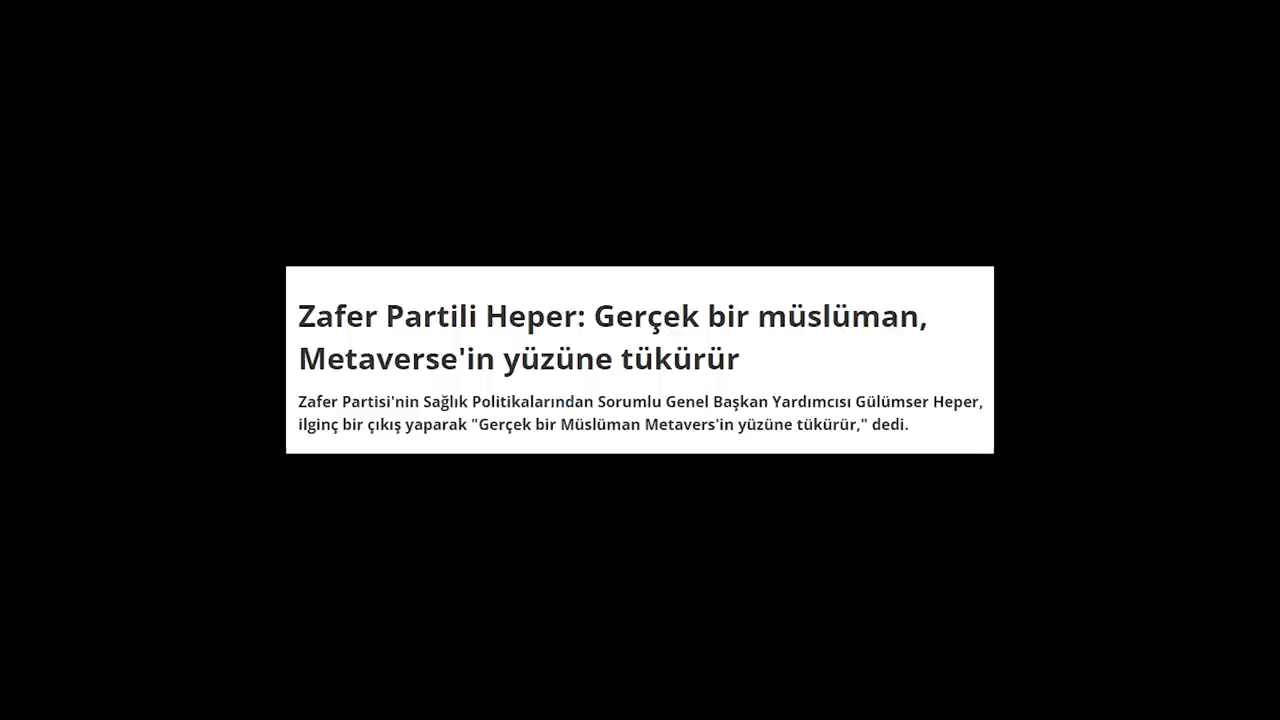 Zafer Partili Heper: Gerçek bir müslüman,
Metaverse'in yüzüne tükürür
Zafer Partisi'nin Sağlık Politikalarından Sorumlu Genel Başkan Yardımcısı Gülümser Heper,
ilginç bir çıkış yaparak "Gerçek bir Müslüman Metavers'in yüzüne tükürür," dedi.